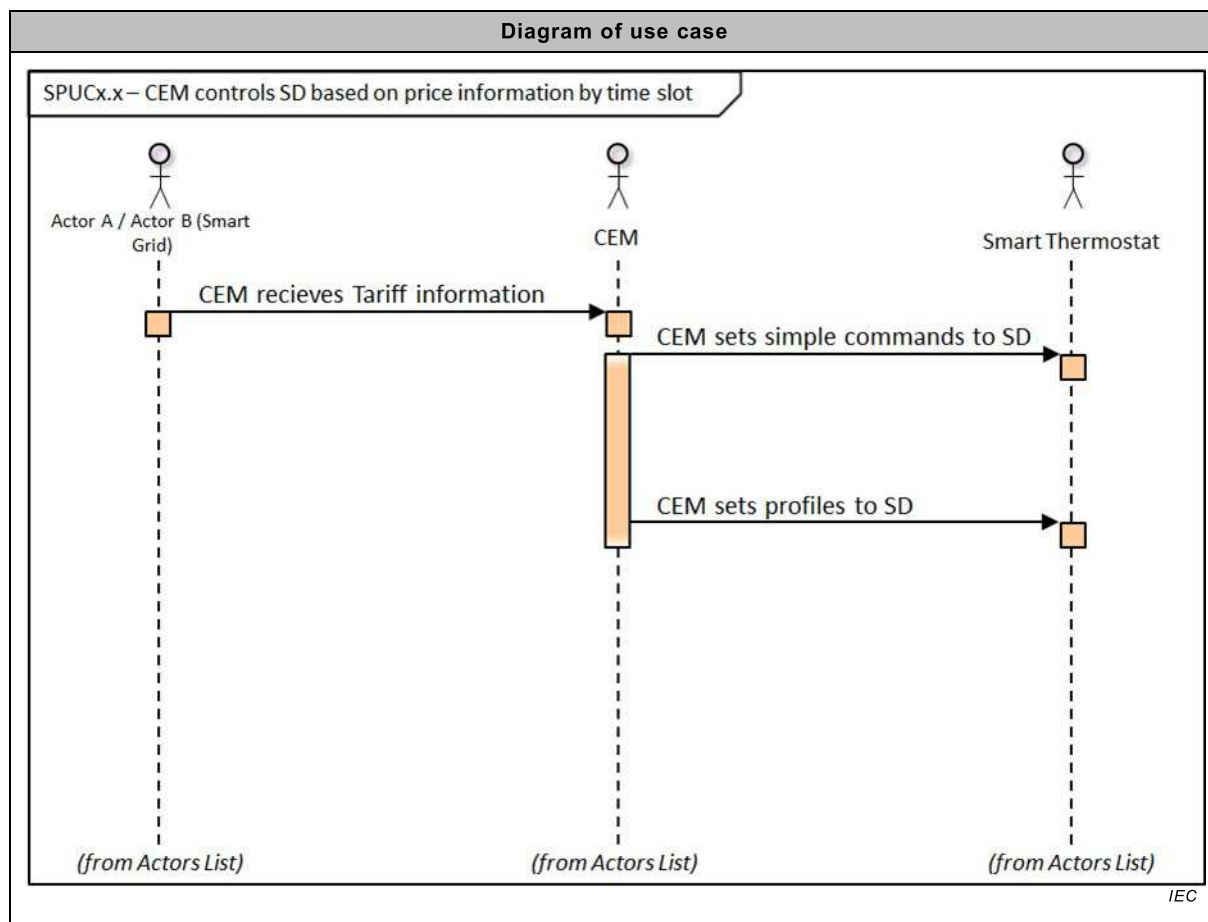 Diagram of use case
SPUCx.x – CEM controls SD based on price information by time slot
Actor A / Actor B (Smart
Grid)
CEM
Smart Thermostat
CEM recieves Tariff information
CEM sets simple commands to SD
CEM sets profiles to SD
(from Actors List)
(from Actors List)
(from Actors List)
IEC